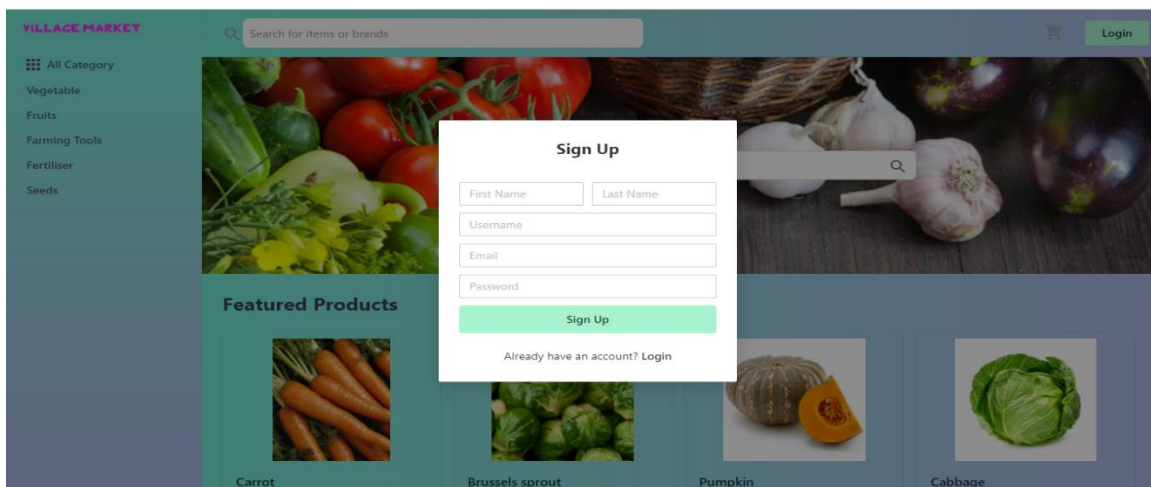 VILLAGE MARKET
Search for items or brands
Login
All Category
Vegetable
Fruits
Farming Tools
Fertiliser
Seeds
Sign Up
First Name
Last Name
Username
Email
Password
Sign Up
Already have an account? Login
Featured Products
Carrot
Brussels sprout
Pumpkin
Cabbage